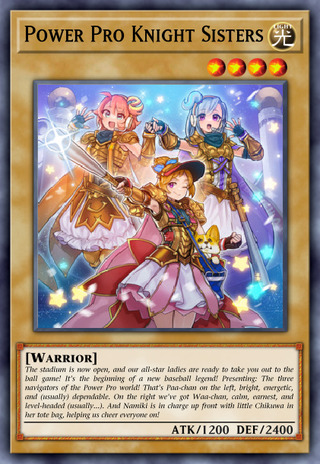 Power Pro Knight Sisters
LIGHT
光
[Warrior]
The stadium is now open, and our all-star ladies are ready to take you out to the
ball game! It's the beginning of a new baseball legend! Presenting: The three
navigators of the Power Pro world! That's Paa-chan on the left, bright, energetic,
and (usually) dependable. On the right we've got Waa-chan, calm, earnest, and
level-headed (usually...). And Namiki is in charge up front with little Chikuwa in
her tote bag, helping us cheer everyone on!
ATK/1200 DEF/2400